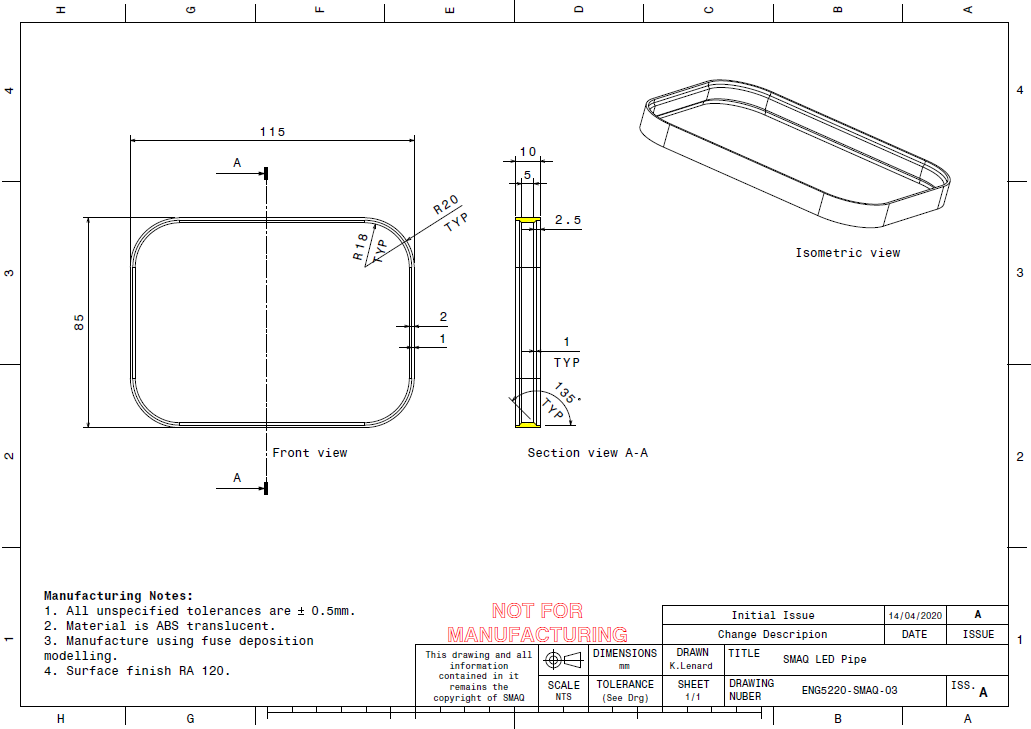 H G F E D C B A
4
4
3
3
2
2
1
1
115
A
10
5
R20
TYP
2.5
R18
TYP
Isometric view
85
2
1
1
TYP
135°
TYP
Front view
Section view A-A
A
Manufacturing Notes:
1. All unspecified tolerances are ± 0.5mm.
2. Material is ABS translucent.
3. Manufacture using fuse deposition
modelling.
4. Surface finish RA 120.
NOT FOR
MANUFACTURING
Initial Issue 14/04/2020 A
Change Descripion DATE ISSUE
This drawing and all
information
contained in it
remains the
copyright of SMAQ
DIMENSIONS
mm
DRAWN
K.Lenard
TITLE
SMAQ LED Pipe
SCALE
NTS
TOLERANCE
(See Drg)
SHEET
1/1
DRAWING
NUBER
ENG5220-SMAQ-03
ISS. A
H G B A